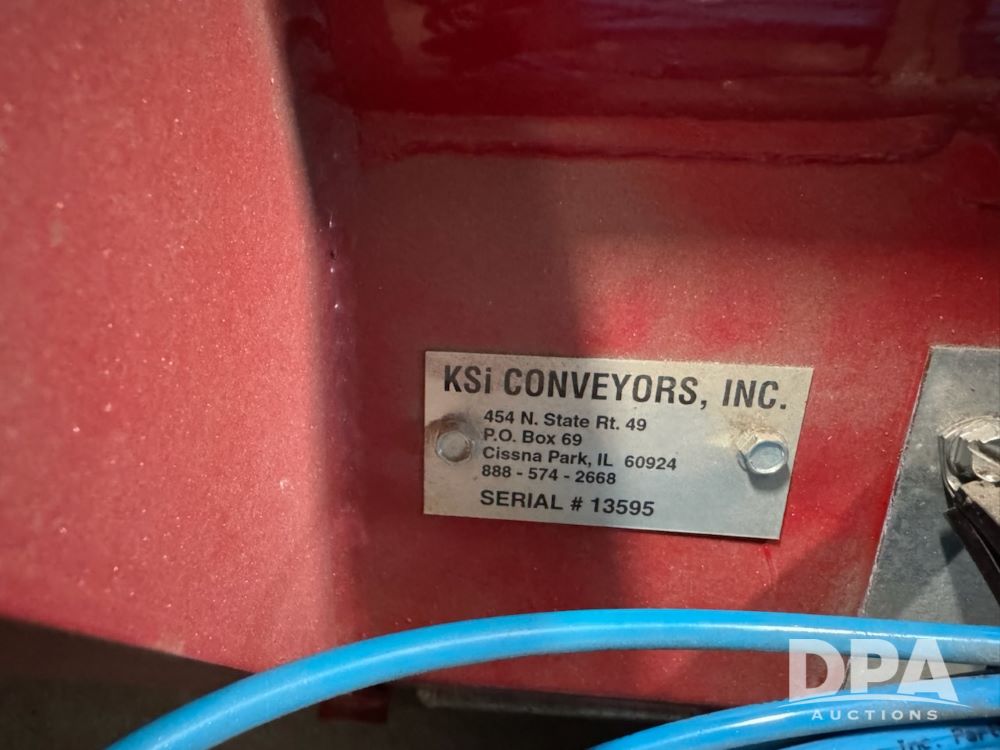 KSi CONVEYORS, INC.
454 N. State Rt. 49
P.O. Box 69
Cissna Park, IL 60924
888 - 574 - 2668
SERIAL # 13595
DPA
AUCTIONS